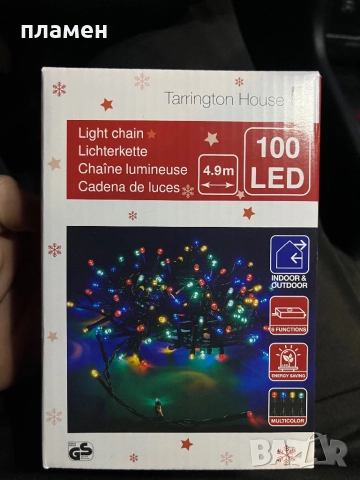 пламен
Tarrington House
Light chain
Lichterkette
Chaîne lumineuse
Cadena de luces
4.9m
100
LED
INDOOR &
OUTDOOR
8 FUNCTIONS
ENERGY SAVING
MULTICOLOR
GS
BAZAR